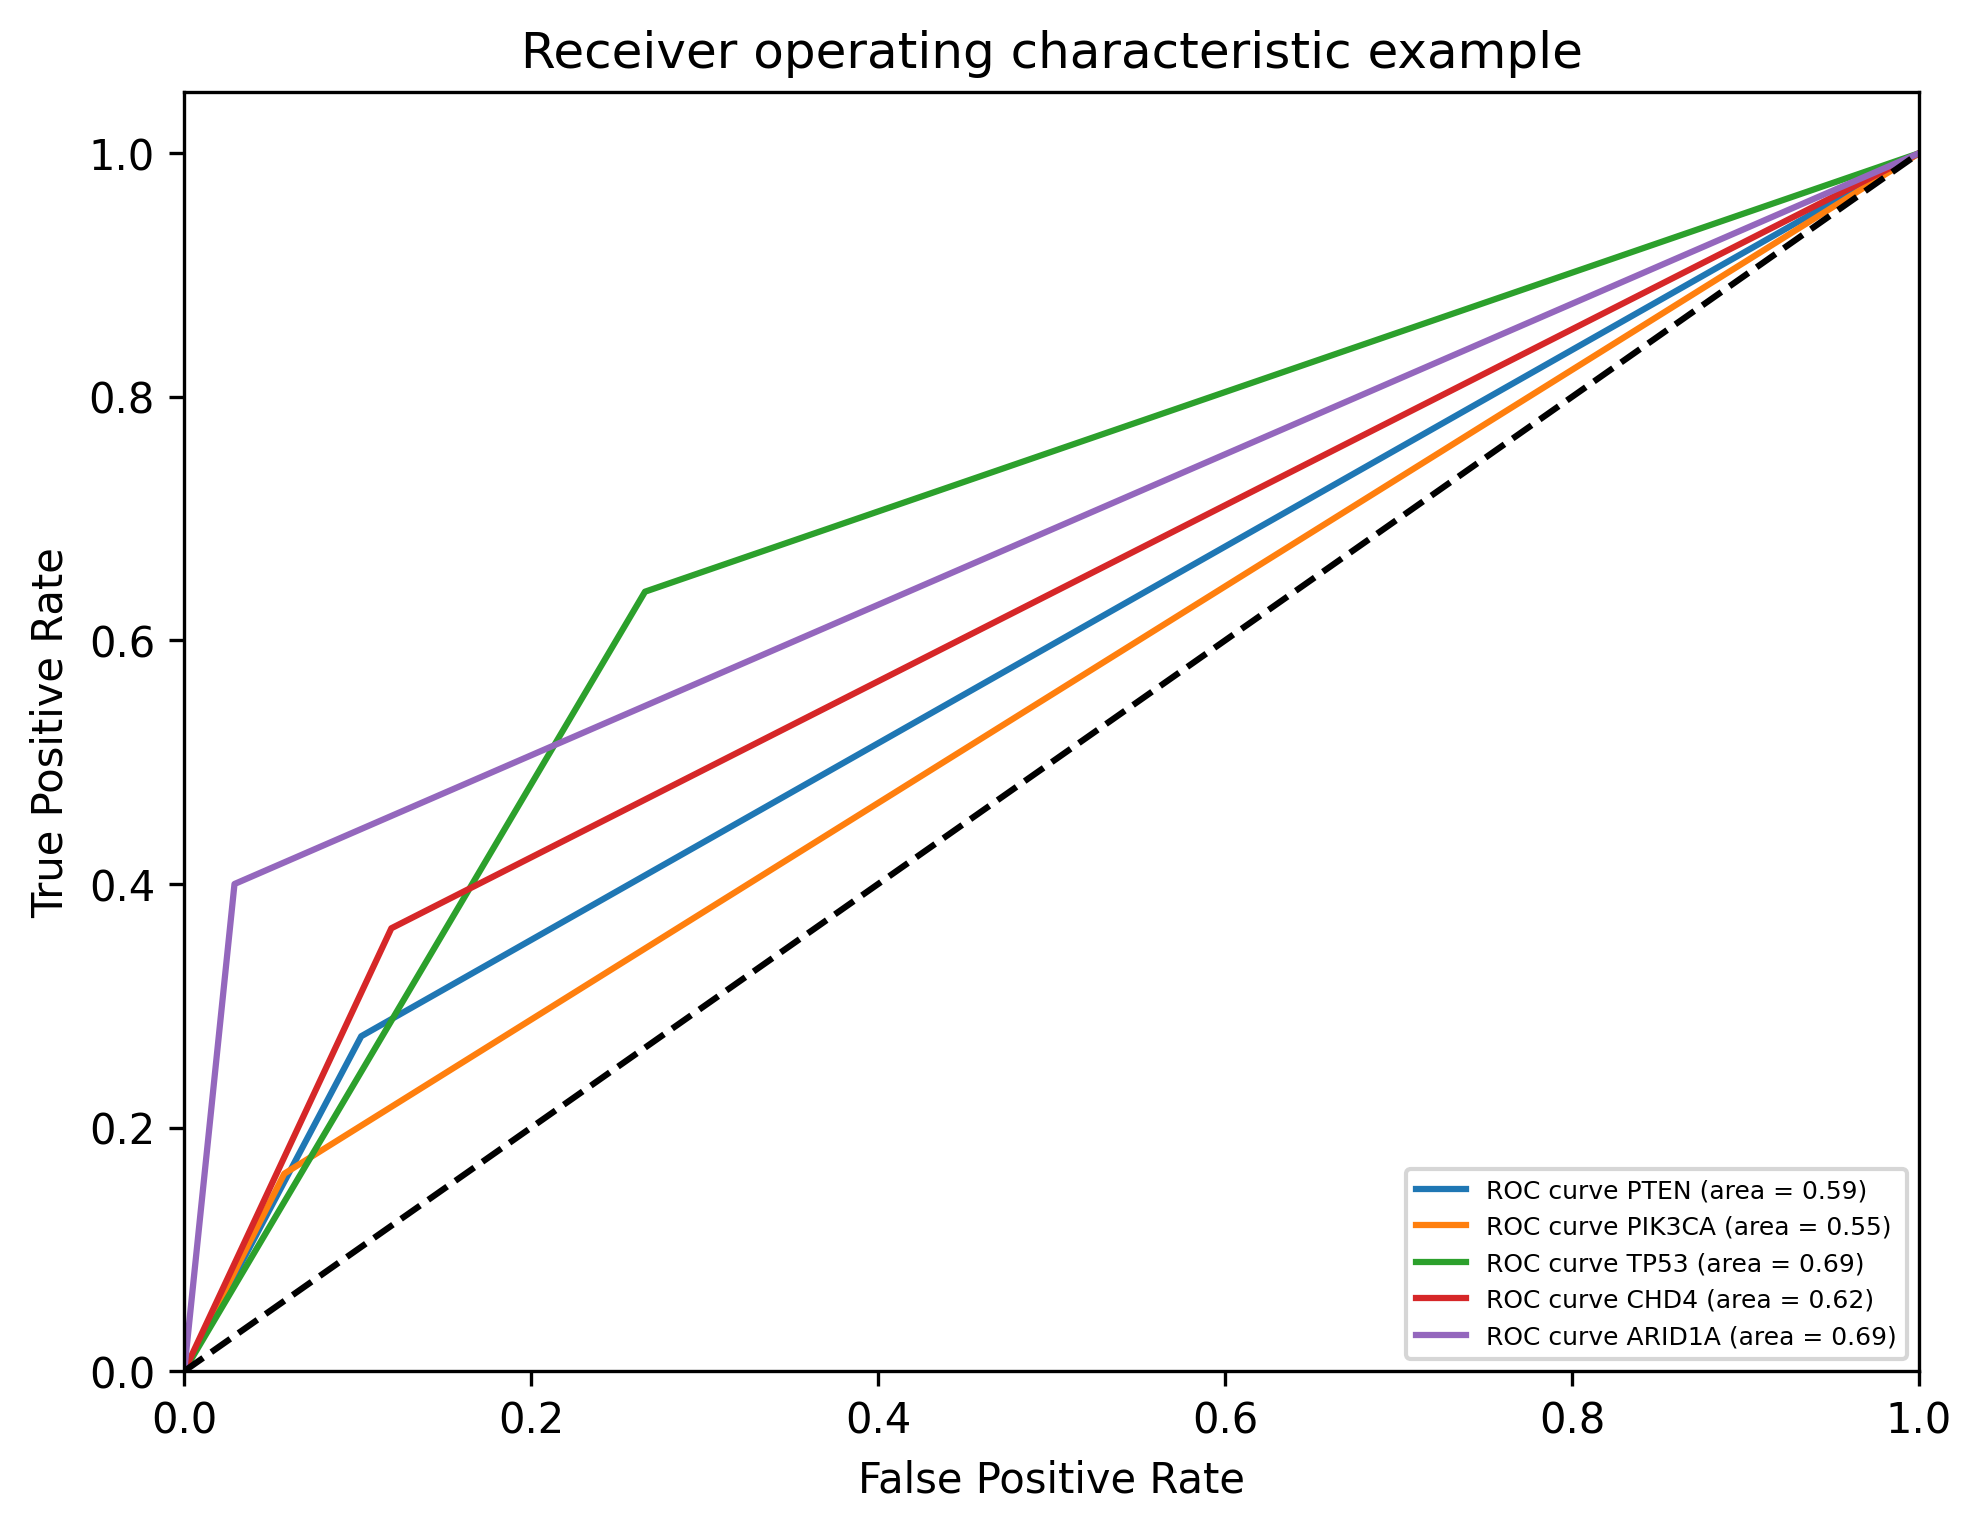 Receiver operating characteristic example
True Positive Rate
1.0
0.8
0.6
0.4
0.2
0.0
ROC curve PTEN (area = 0.59)
ROC curve PIK3CA (area = 0.55)
ROC curve TP53 (area = 0.69)
ROC curve CHD4 (area = 0.62)
ROC curve ARID1A (area = 0.69)
0.0 0.2 0.4 0.6 0.8 1.0
False Positive Rate